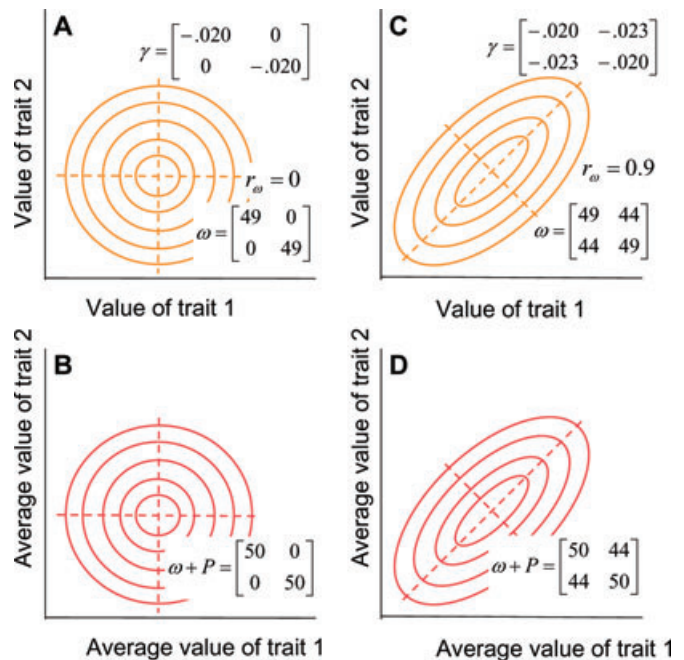 A
γ = [-.020 0
0 -.020]
Value of trait 2
r_ω = 0
ω = [49 0
0 49]
Value of trait 1
C
γ = [-.020 -.023
-.023 -.020]
Value of trait 2
r_ω = 0.9
ω = [49 44
44 49]
Value of trait 1
B
Average value of trait 2
ω + P = [50 0
0 50]
Average value of trait 1
D
Average value of trait 2
ω + P = [50 44
44 50]
Average value of trait 1